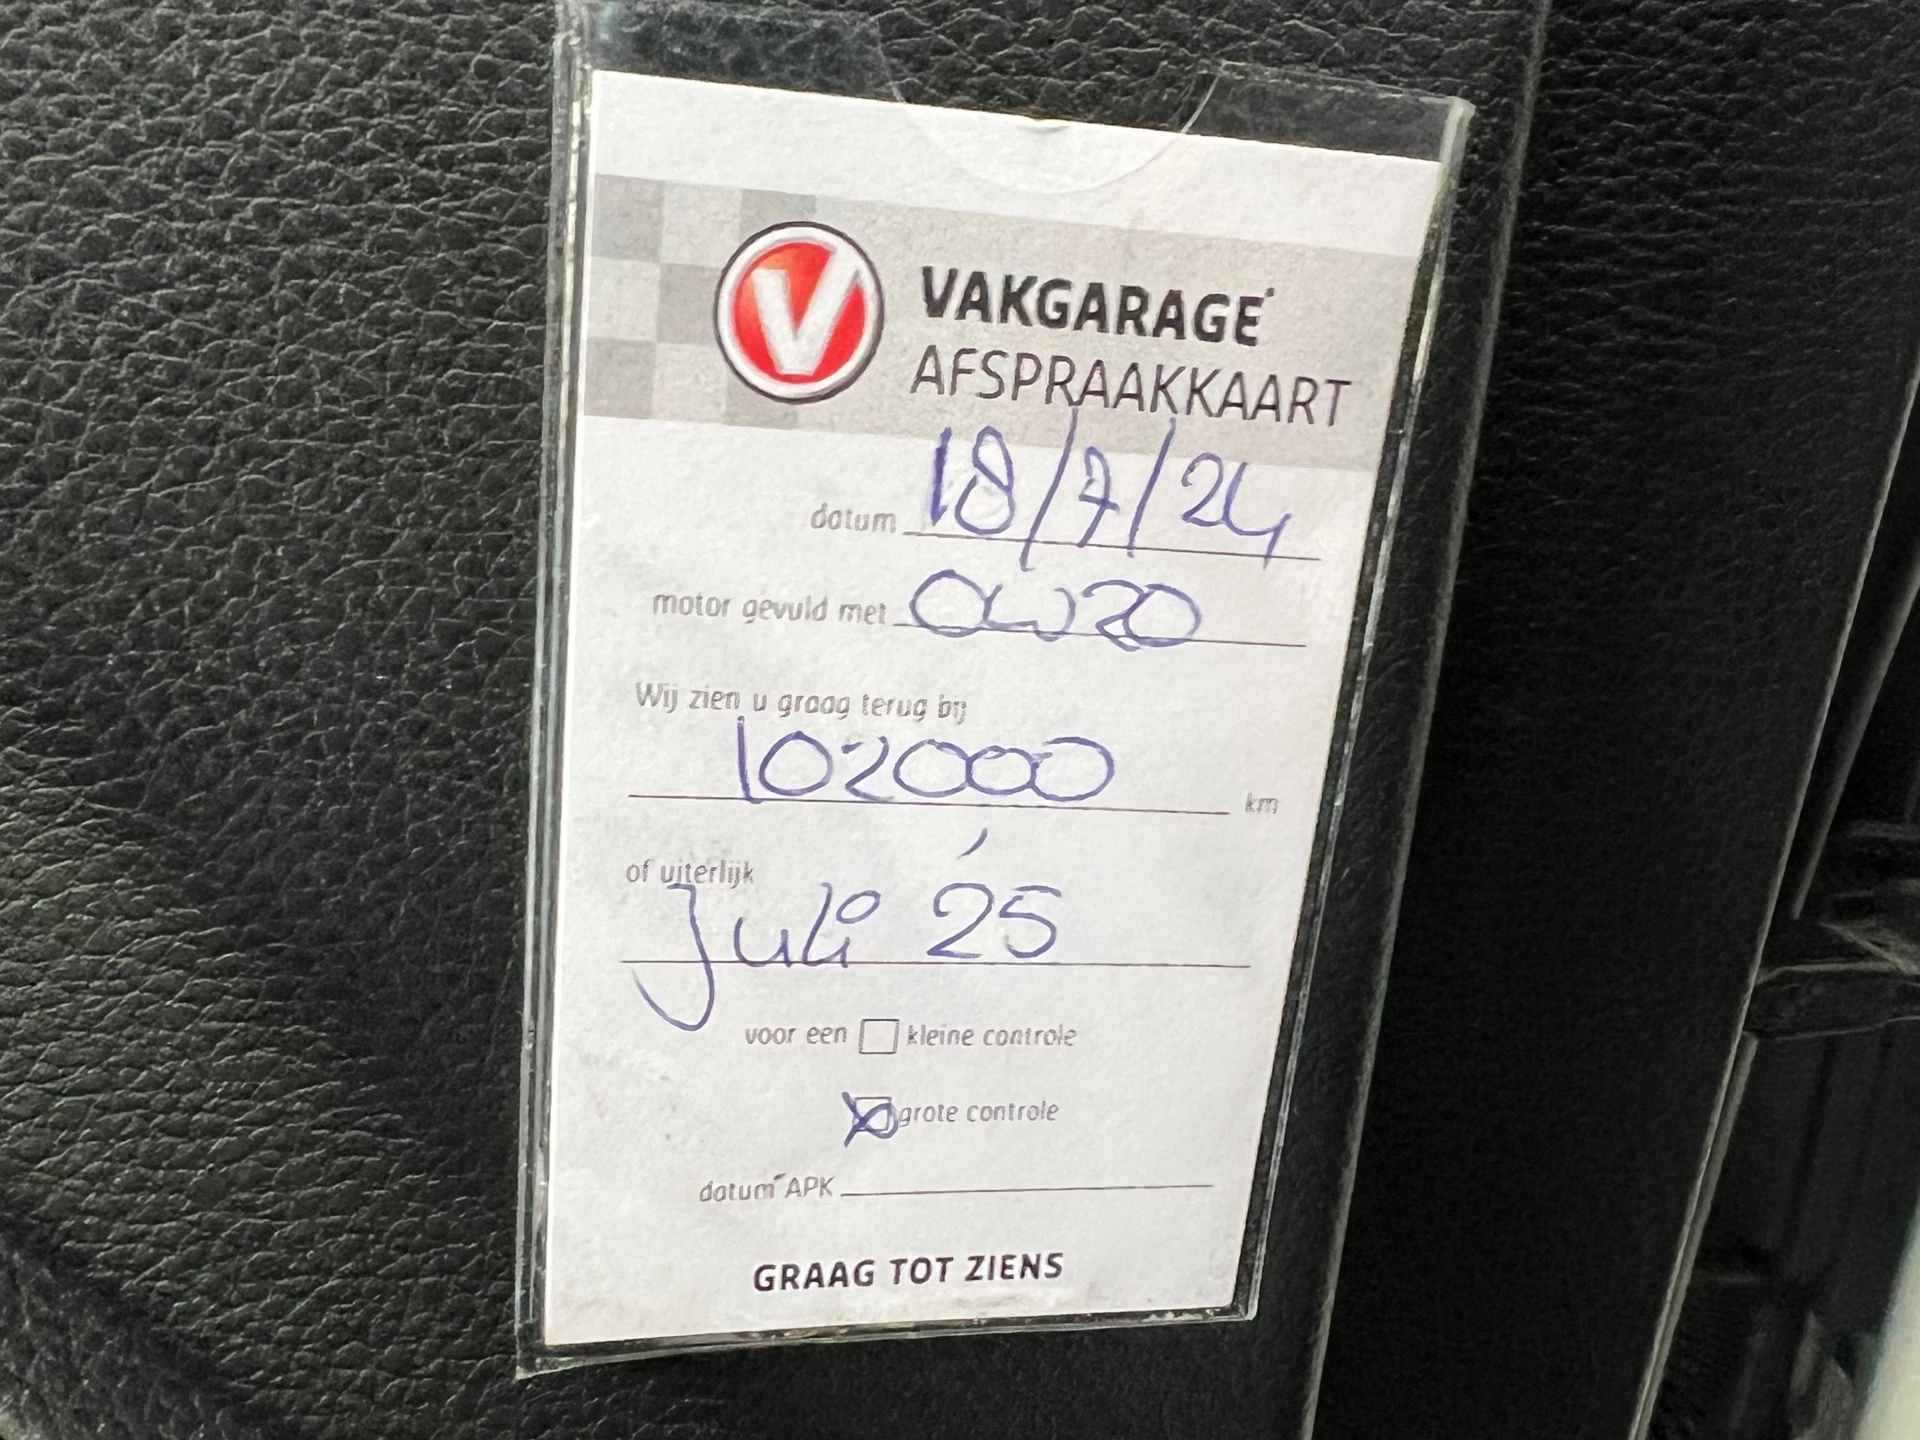 V VAKGARAGE
AFSPRAAKKAART
datum 18/7/24
motor gevuld met 0W20
Wij zien u graag terug bij
102000 km
of uiterlijk
Juli '25
voor een kleine controle
grote controle
datum APK
GRAAG TOT ZIENS